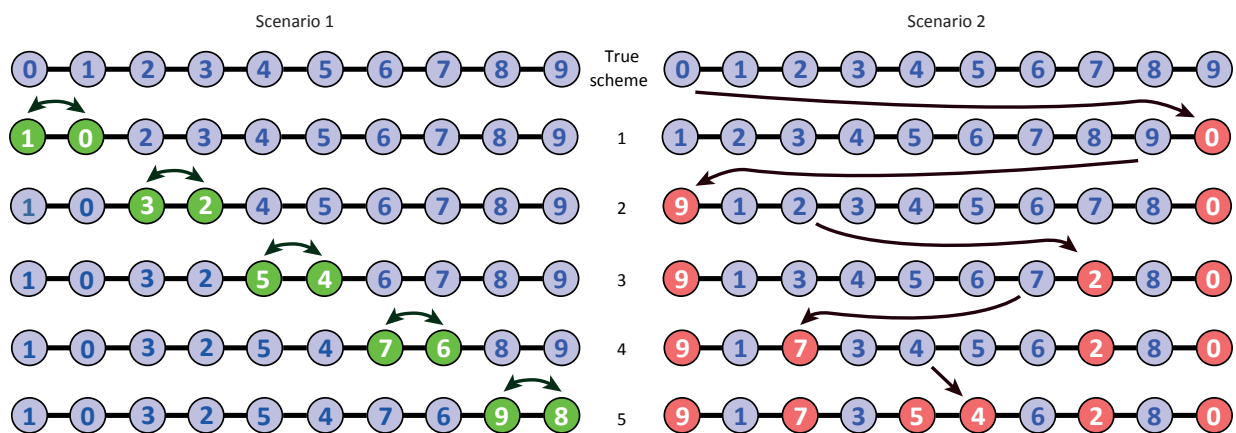 Scenario 1 Scenario 2
0 1 2 3 4 5 6 7 8 9 True scheme 0 1 2 3 4 5 6 7 8 9
1 0 2 3 4 5 6 7 8 9 1 1 2 3 4 5 6 7 8 9 0
1 0 3 2 4 5 6 7 8 9 2 9 1 2 3 4 5 6 7 8 0
1 0 3 2 5 4 6 7 8 9 3 9 1 3 4 5 6 7 2 8 0
1 0 3 2 5 4 7 6 8 9 4 9 1 7 3 4 5 6 2 8 0
1 0 3 2 5 4 7 6 9 8 5 9 1 7 3 5 4 6 2 8 0